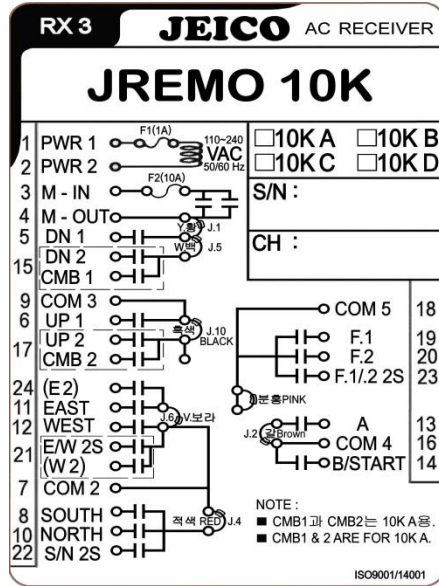 RX 3 JEICO AC RECEIVER
JREMO 10K
□10K A □10K B
□10K C □10K D
S/N :
CH :
1 PWR 1 F1(1A) 110~240 VAC 50/60 Hz
2 PWR 2
3 M - IN F2(10A)
4 M - OUT Y.황 J.1
5 DN 1 W백 J.5
15 DN 2
CMB 1
9 COM 3
6 UP 1 흑색 J.10 BLACK
17 UP 2
CMB 2
24 (E 2)
11 EAST J.6 V.보라
12 WEST
21 E/W 2S
(W 2)
7 COM 2
8 SOUTH 적색 RED J.4
10 NORTH
22 S/N 2S
COM 5 18
F.1 19
F.2 20
F.1/.2 2S 23
분홍PINK
A 13
J.2 갈Brown COM 4 16
B/START 14
NOTE :
■ CMB1과 CMB2는 10K A용.
■ CMB1 & 2 ARE FOR 10K A.
ISO9001/14001